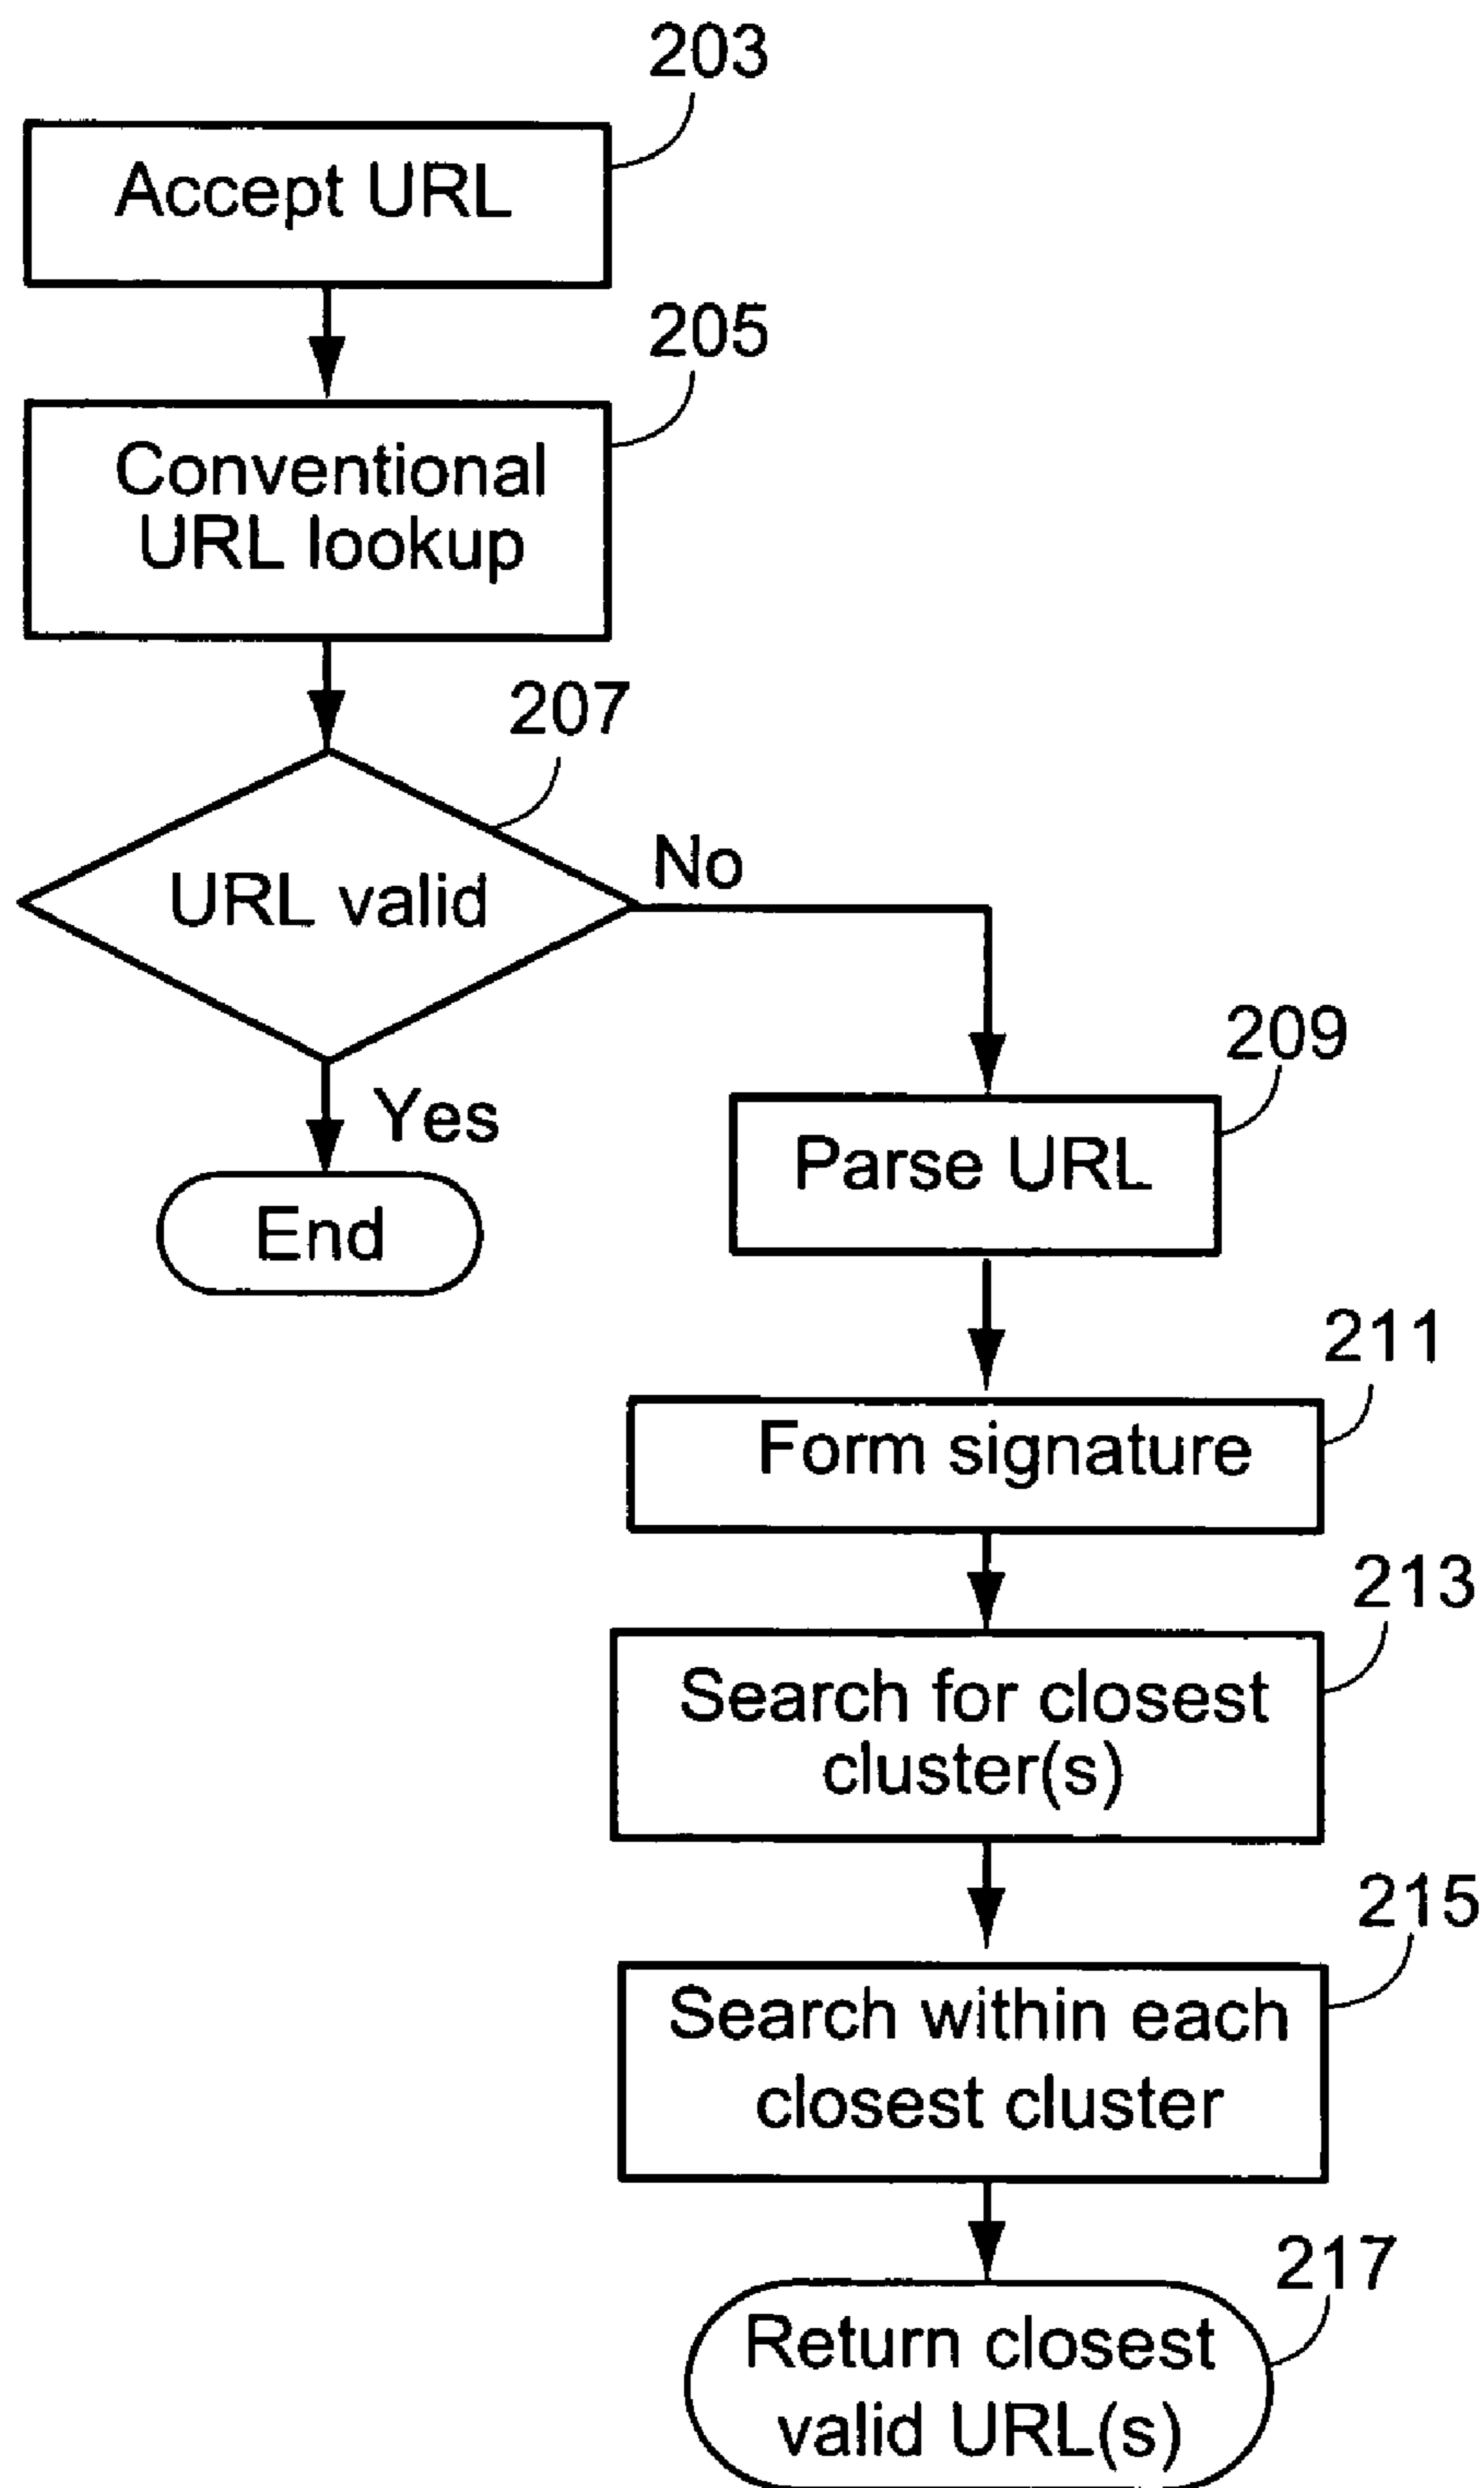 203
Accept URL
205
Conventional
URL lookup
207
URL valid
No
Yes
End
209
Parse URL
211
Form signature
213
Search for closest
cluster(s)
215
Search within each
closest cluster
217
Return closest
valid URL(s)